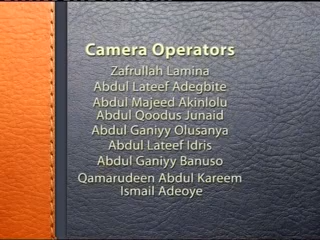 Camera Operators
Zafrullah Lamina
Abdul Lateef Adegbite
Abdul Majeed Akinlolu
Abdul Qoodus Junaid
Abdul Ganiyy Olusanya
Abdul Lateef Idris
Abdul Ganiyy Banuso
Qamarudeen Abdul Kareem
Ismail Adeoye